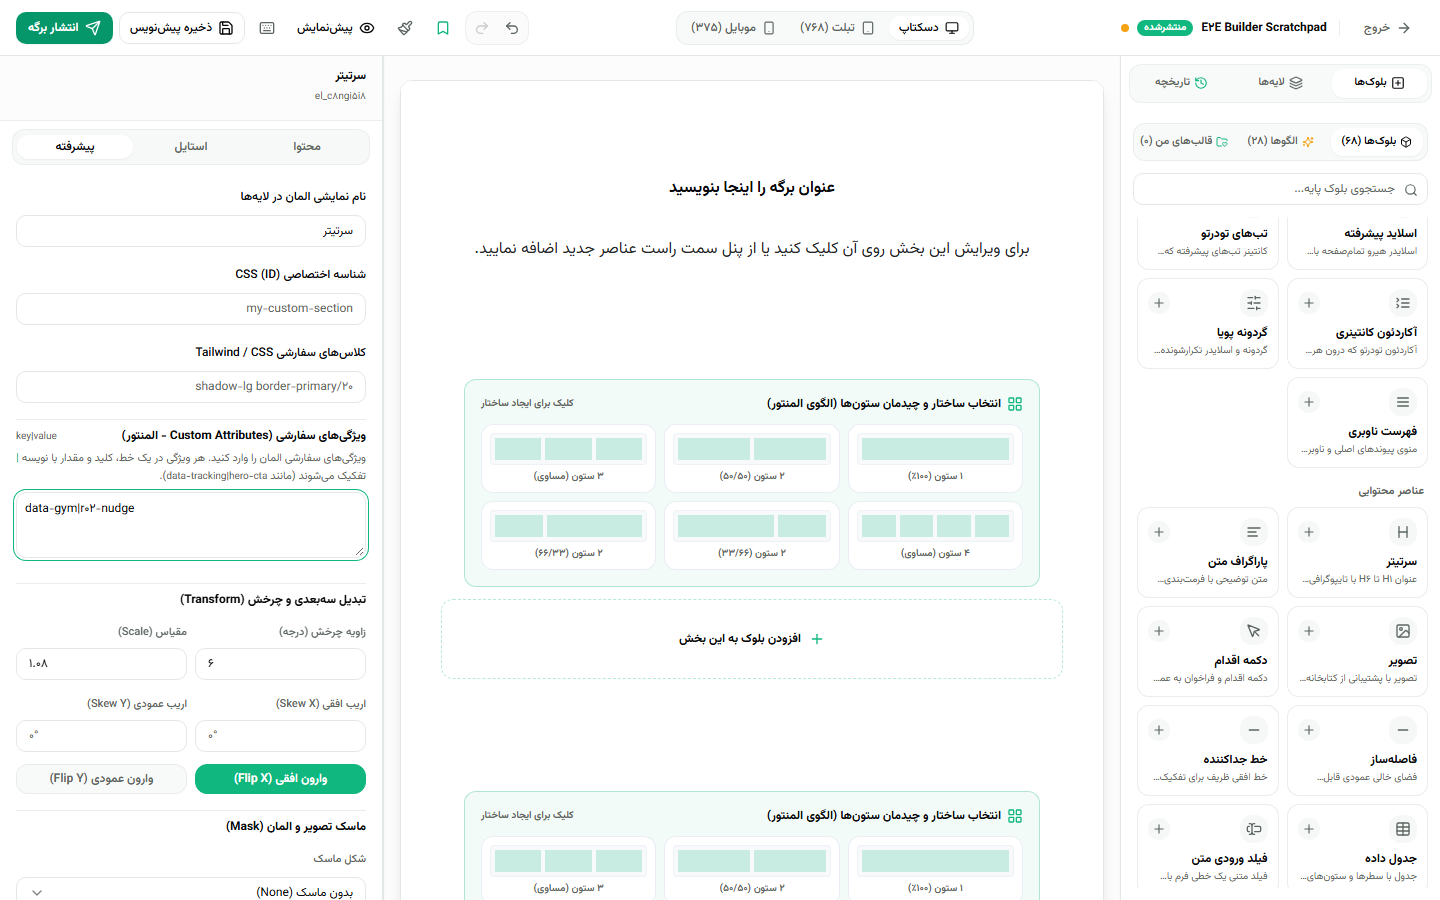 خروج
E2E Builder Scratchpad
منتشرشده
دسکتاپ
تبلت (۷۶۸)
موبایل (۳۷۵)
پیش‌نمایش
ذخیره پیش‌نویس
انتشار برگه
بلوک‌ها
لایه‌ها
تاریخچه
بلوک‌ها (۶۸)
الگوها (۲۸)
قالب‌های من (۰)
جستجوی بلوک پایه...
اسلاید پیشرفته
اسلایدر هیرو تمام‌صفحه با...
تب‌های تودرتو
کانتینر تب‌های پیشرفته که...
آکاردئون کانتینری
آکاردئون تودرتو که درون هر...
گردونه پویا
گردونه و اسلایدر تکرارشونده...
فهرست ناوبری
منوی پیوندهای اصلی و ناوبر...
عناصر محتوایی
سرتیتر
عنوان H۱ تا H۶ با تایپوگرافی...
پاراگراف متن
متن توضیحی با فرمت‌بندی...
تصویر
تصویر با پشتیبانی از کتابخانه...
دکمه اقدام
دکمه اقدام و فراخوان به عمـ...
فاصله‌ساز
فضای خالی عمودی قابل...
خط جداکننده
خط افقی ظریف برای تفکیک...
جدول داده
جدول با سطرها و ستون‌های...
فیلد ورودی متن
فیلد متنی یک خطی فرم با...
عنوان برگه را اینجا بنویسید
برای ویرایش این بخش روی آن کلیک کنید یا از پنل سمت راست عناصر جدید اضافه نمایید.
انتخاب ساختار و چیدمان ستون‌ها (الگوی المنتور)
کلیک برای ایجاد ساختار
۱ ستون (۱۰۰٪)
۲ ستون (۵۰/۵۰)
۳ ستون (مساوی)
۴ ستون (مساوی)
۲ ستون (۳۳/۶۶)
۲ ستون (۶۶/۳۳)
افزودن بلوک به این بخش
انتخاب ساختار و چیدمان ستون‌ها (الگوی المنتور)
کلیک برای ایجاد ساختار
۱ ستون (۱۰۰٪)
۲ ستون (۵۰/۵۰)
۳ ستون (مساوی)
سرتیتر
el_c۸ngi۵i۸
محتوا
استایل
پیشرفته
نام نمایشی المان در لایه‌ها
سرتیتر
شناسه اختصاصی CSS (ID)
my-custom-section
کلاس‌های سفارشی Tailwind / CSS
shadow-lg border-primary/۲۰
ویژگی‌های سفارشی (Custom Attributes - المنتور)
key|value
ویژگی‌های سفارشی المان را وارد کنید. هر ویژگی در یک خط، کلید و مقدار با نویسه |
تفکیک می‌شوند (مانند data-tracking|hero-cta).
data-gym|r۰۲-nudge
تبدیل سه‌بعدی و چرخش (Transform)
زاویه چرخش (درجه)
مقیاس (Scale)
۶
۱.۰۸
اریب افقی (Skew X)
اریب عمودی (Skew Y)
۰°
۰°
وارون افقی (Flip X)
وارون عمودی (Flip Y)
ماسک تصویر و المان (Mask)
شکل ماسک
بدون ماسک (None)